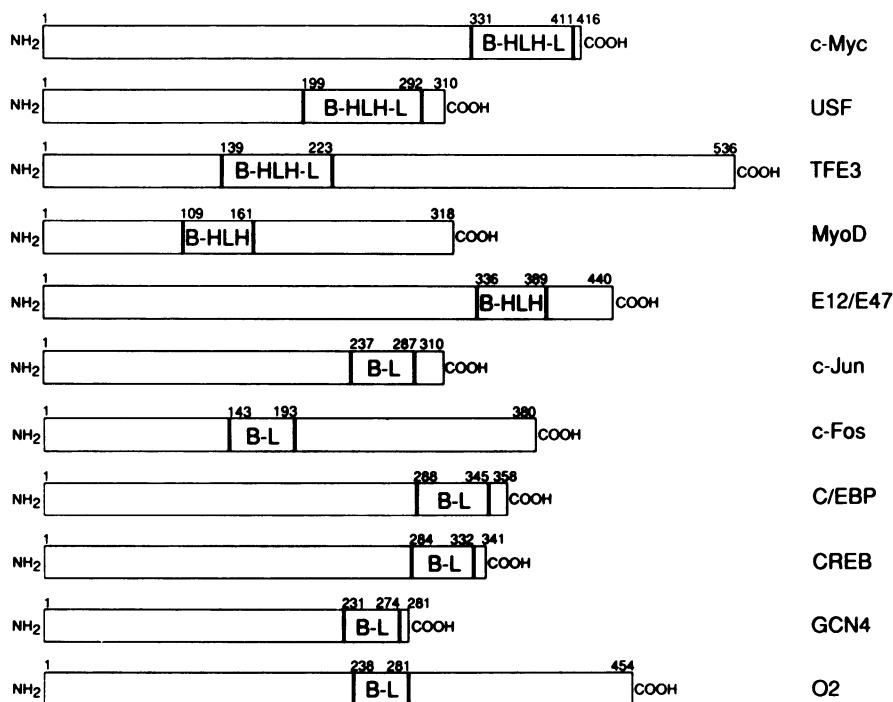 1 331 411 416
NH2 B-HLH-L COOH c-Myc
1 199 292 310
NH2 B-HLH-L COOH USF
1 139 223 536
NH2 B-HLH-L COOH TFE3
1 109 161 318
NH2 B-HLH COOH MyoD
1 336 389 440
NH2 B-HLH COOH E12/E47
1 237 287 310
NH2 B-L COOH c-Jun
1 143 193 380
NH2 B-L COOH c-Fos
1 288 345 358
NH2 B-L COOH C/EBP
1 284 332 341
NH2 B-L COOH CREB
1 231 274 281
NH2 B-L COOH GCN4
1 238 281 454
NH2 B-L COOH O2